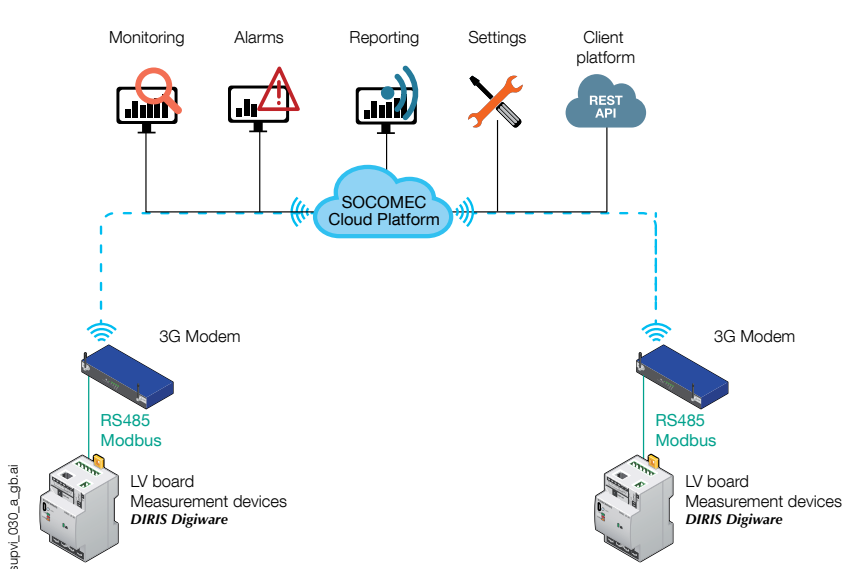 Monitoring
Alarms
Reporting
Settings
Client
platform
REST
API
SOCOMEC
Cloud Platform
3G Modem
3G Modem
RS485
Modbus
RS485
Modbus
LV board
Measurement devices
DIRIS Digiware
LV board
Measurement devices
DIRIS Digiware
supvi_030_a_gb.ai